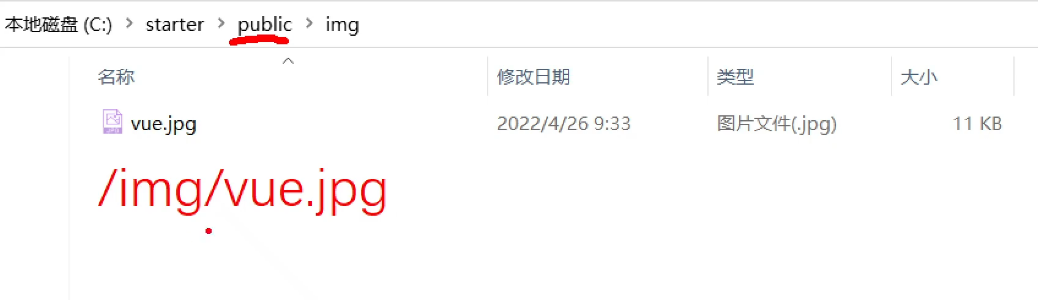 本地磁盘 (C:) > starter > public > img
名称 修改日期 类型 大小
vue.jpg 2022/4/26 9:33 图片文件(.jpg) 11 KB
/img/vue.jpg